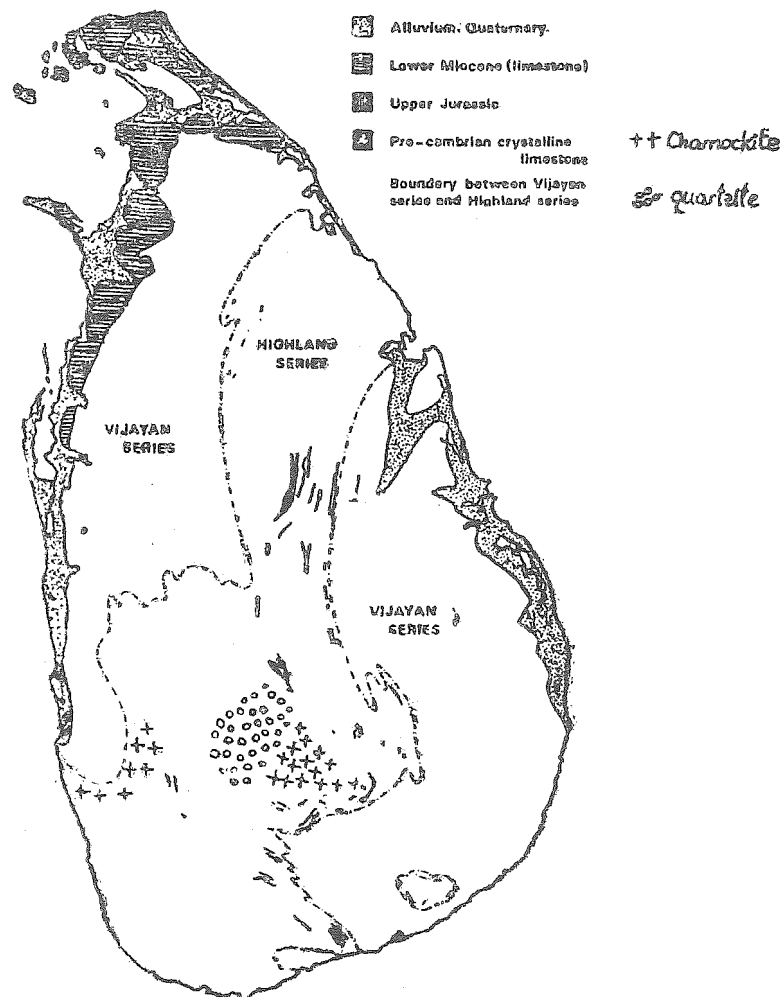 Alluvium. Quaternary.
Lower Miocene (limestone)
Upper Jurassic
Pre-cambrian crystalline
limestone
Boundary between Vijayan
series and Highland series
++ Charnockite
quartzite
HIGHLAND
SERIES
VIJAYAN
SERIES
VIJAYAN
SERIES